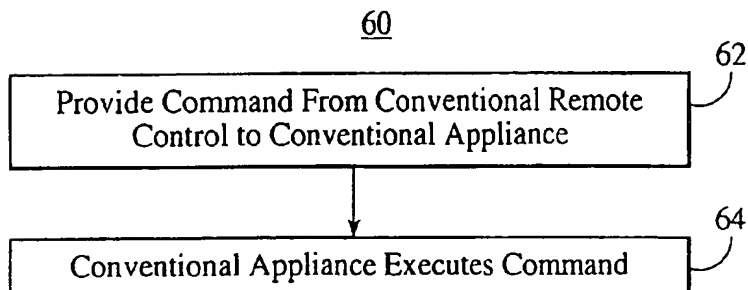 60
62
Provide Command From Conventional Remote
Control to Conventional Appliance
64
Conventional Appliance Executes Command